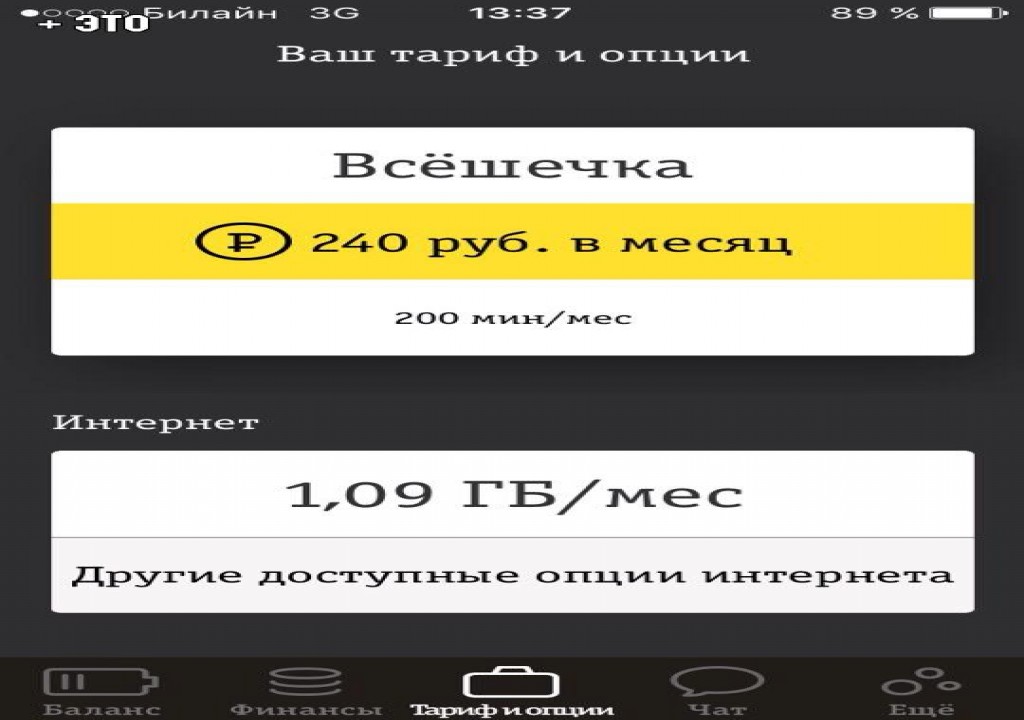 Билайн 3G 13:37 89 %
+ ЭТО
Ваш тариф и опции
Всёшечка
₽ 240 руб. в месяц
200 мин/мес
Интернет
1,09 ГБ/мес
Другие доступные опции интернета
Баланс Финансы Тариф и опции Чат Ещё